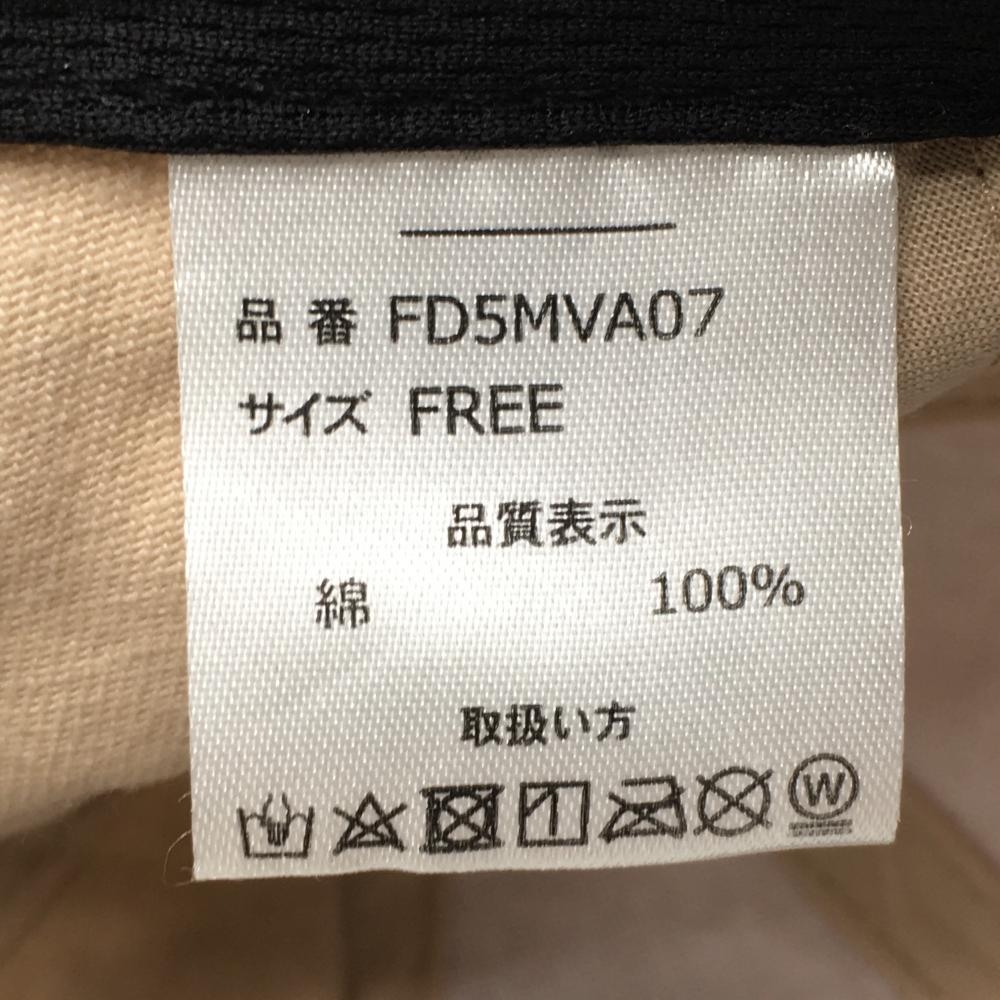 品番 FD5MVA07
サイズ FREE
品質表示
綿 100%
取扱い方
W